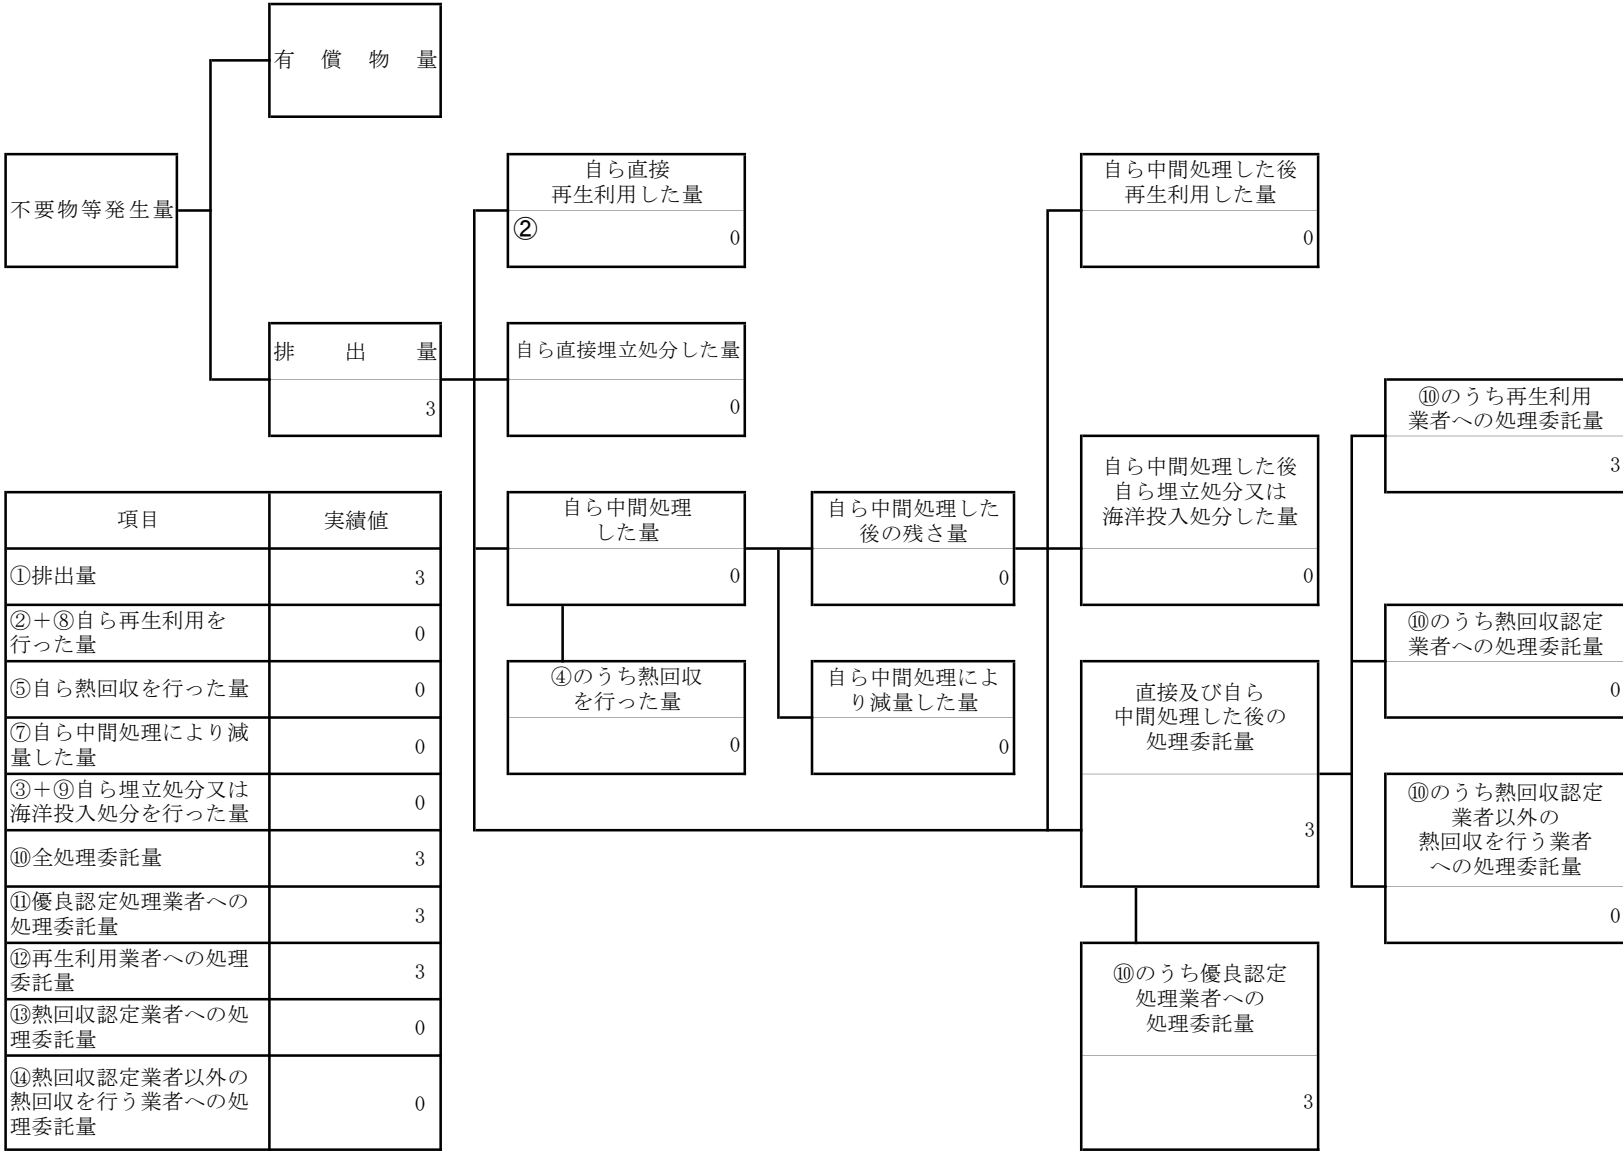 有償物量
不要物等発生量
自ら直接
再生利用した量
②
0
自ら中間処理した後
再生利用した量
0
排出量
3
自ら直接埋立処分した量
0
⑩のうち再生利用
業者への処理委託量
3
自ら中間処理
した量
0
自ら中間処理した
後の残さ量
0
自ら中間処理した後
自ら埋立処分又は
海洋投入処分した量
0
⑩のうち熱回収認定
業者への処理委託量
0
④のうち熱回収
を行った量
0
自ら中間処理によ
り減量した量
0
直接及び自ら
中間処理した後の
処理委託量
3
⑩のうち熱回収認定
業者以外の
熱回収を行う業者
への処理委託量
0
⑩のうち優良認定
処理業者への
処理委託量
3
項目 実績値
①排出量 3
②＋⑧自ら再生利用を
行った量 0
⑤自ら熱回収を行った量 0
⑦自ら中間処理により減
量した量 0
③＋⑨自ら埋立処分又は
海洋投入処分を行った量 0
⑩全処理委託量 3
⑪優良認定処理業者への
処理委託量 3
⑫再生利用業者への処理
委託量 3
⑬熱回収認定業者への処
理委託量 0
⑭熱回収認定業者以外の
熱回収を行う業者への処
理委託量 0